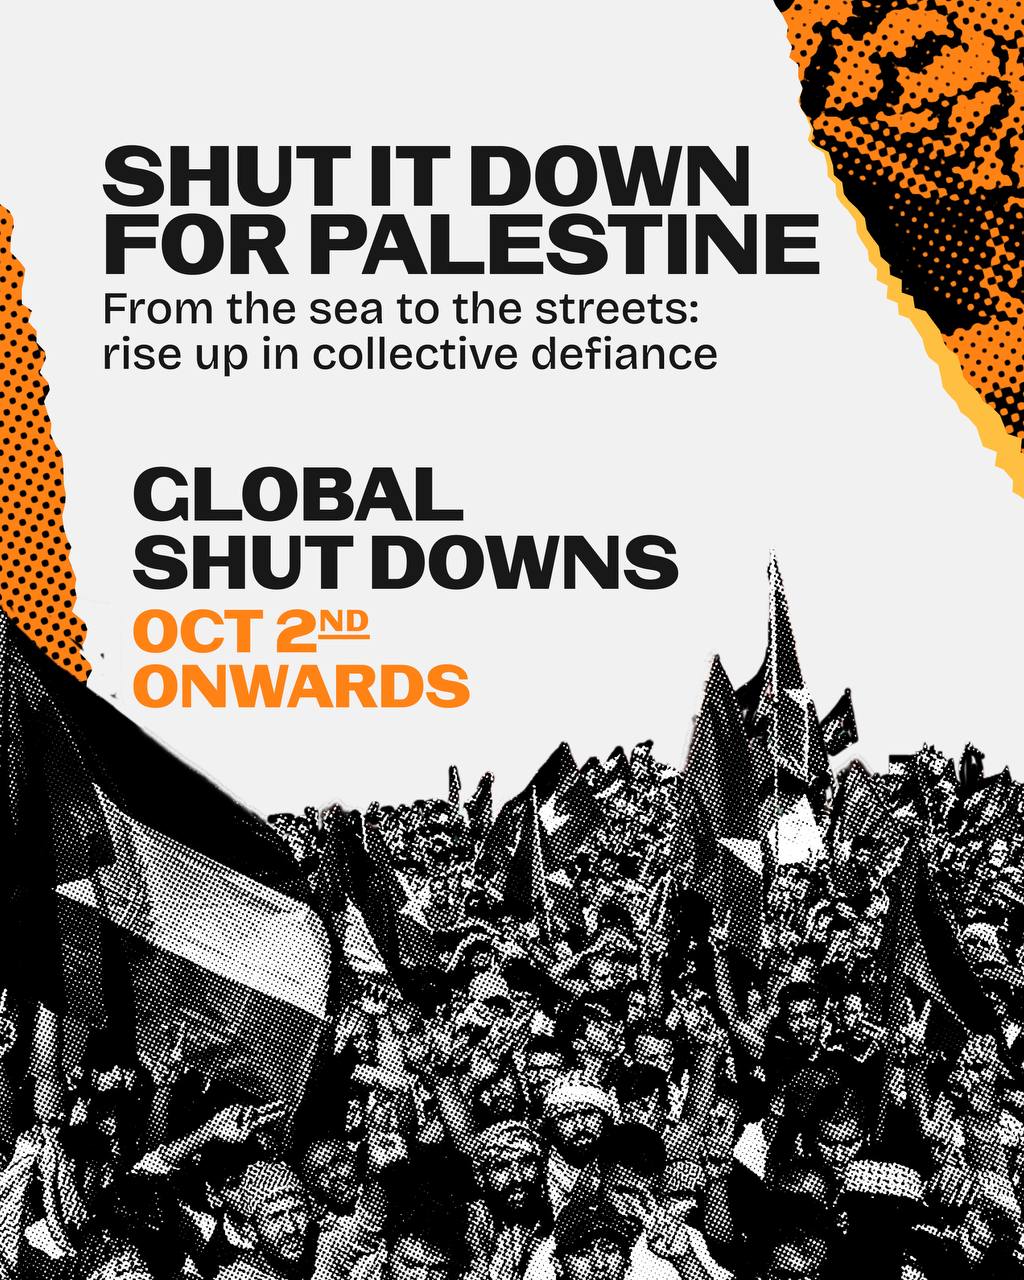 SHUT IT DOWN
FOR PALESTINE
From the sea to the streets:
rise up in collective defiance
GLOBAL
SHUT DOWNS
OCT 2ND
ONWARDS